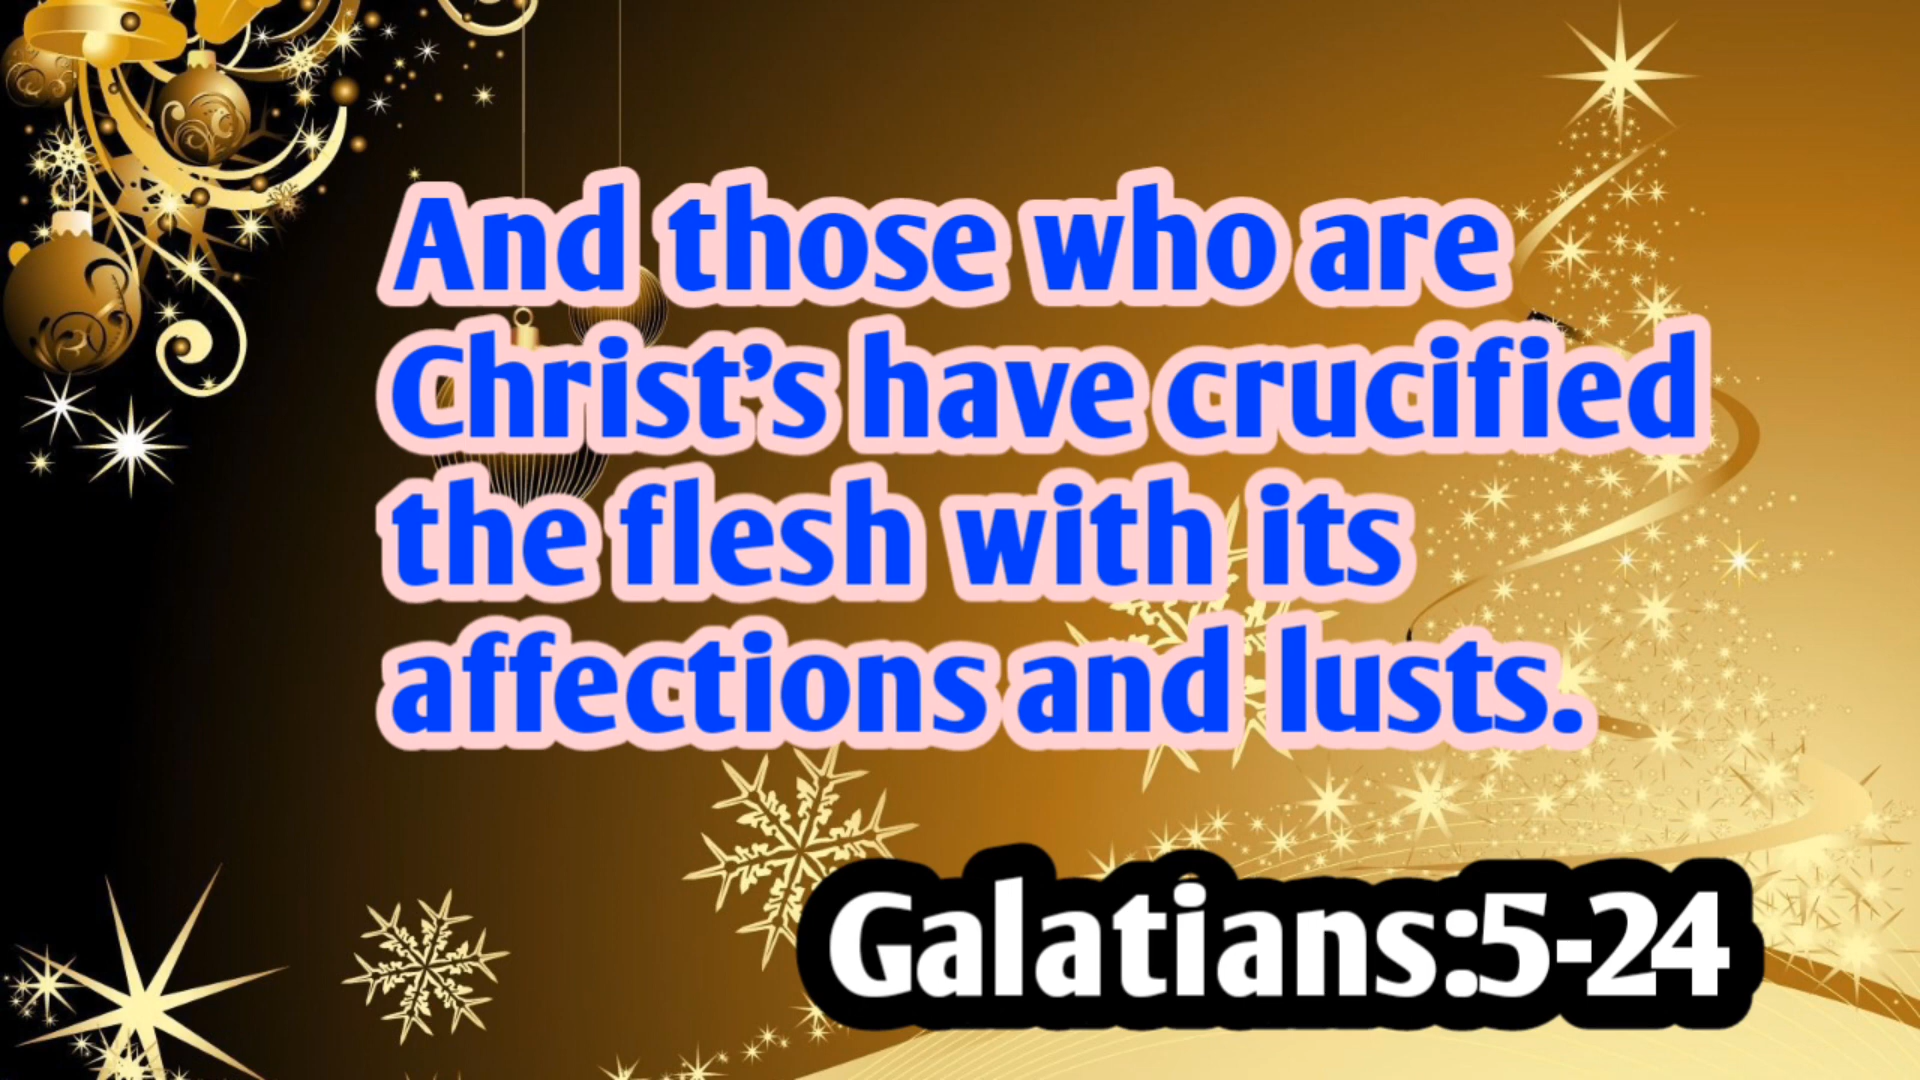 And those who are
Christ’s have crucified
the flesh with its
affections and lusts.
Galatians:5-24